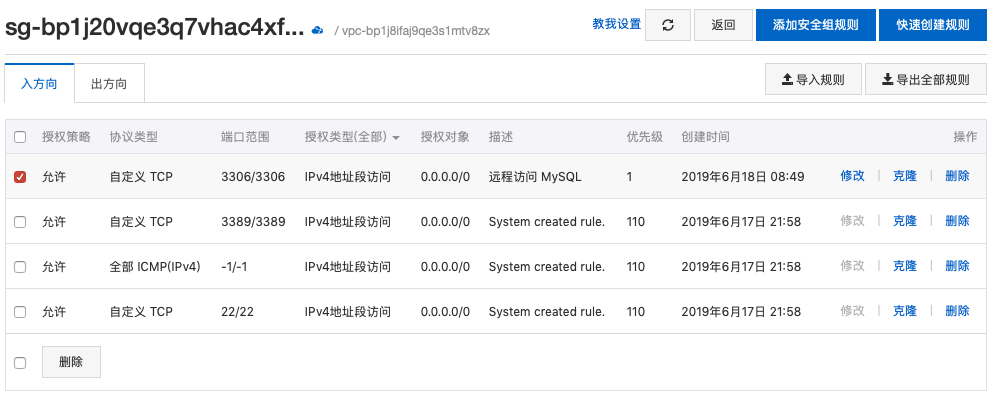 sg-bp1j20vqe3q7vhac4xf... / vpc-bp1j8ifaj9qe3s1mtv8zx 教我设置 返回 添加安全组规则 快速创建规则
入方向 出方向 导入规则 导出全部规则
授权策略 协议类型 端口范围 授权类型(全部) 授权对象 描述 优先级 创建时间 操作
允许 自定义 TCP 3306/3306 IPv4地址段访问 0.0.0.0/0 远程访问 MySQL 1 2019年6月18日 08:49 修改 | 克隆 | 删除
允许 自定义 TCP 3389/3389 IPv4地址段访问 0.0.0.0/0 System created rule. 110 2019年6月17日 21:58 修改 | 克隆 | 删除
允许 全部 ICMP(IPv4) -1/-1 IPv4地址段访问 0.0.0.0/0 System created rule. 110 2019年6月17日 21:58 修改 | 克隆 | 删除
允许 自定义 TCP 22/22 IPv4地址段访问 0.0.0.0/0 System created rule. 110 2019年6月17日 21:58 修改 | 克隆 | 删除
删除